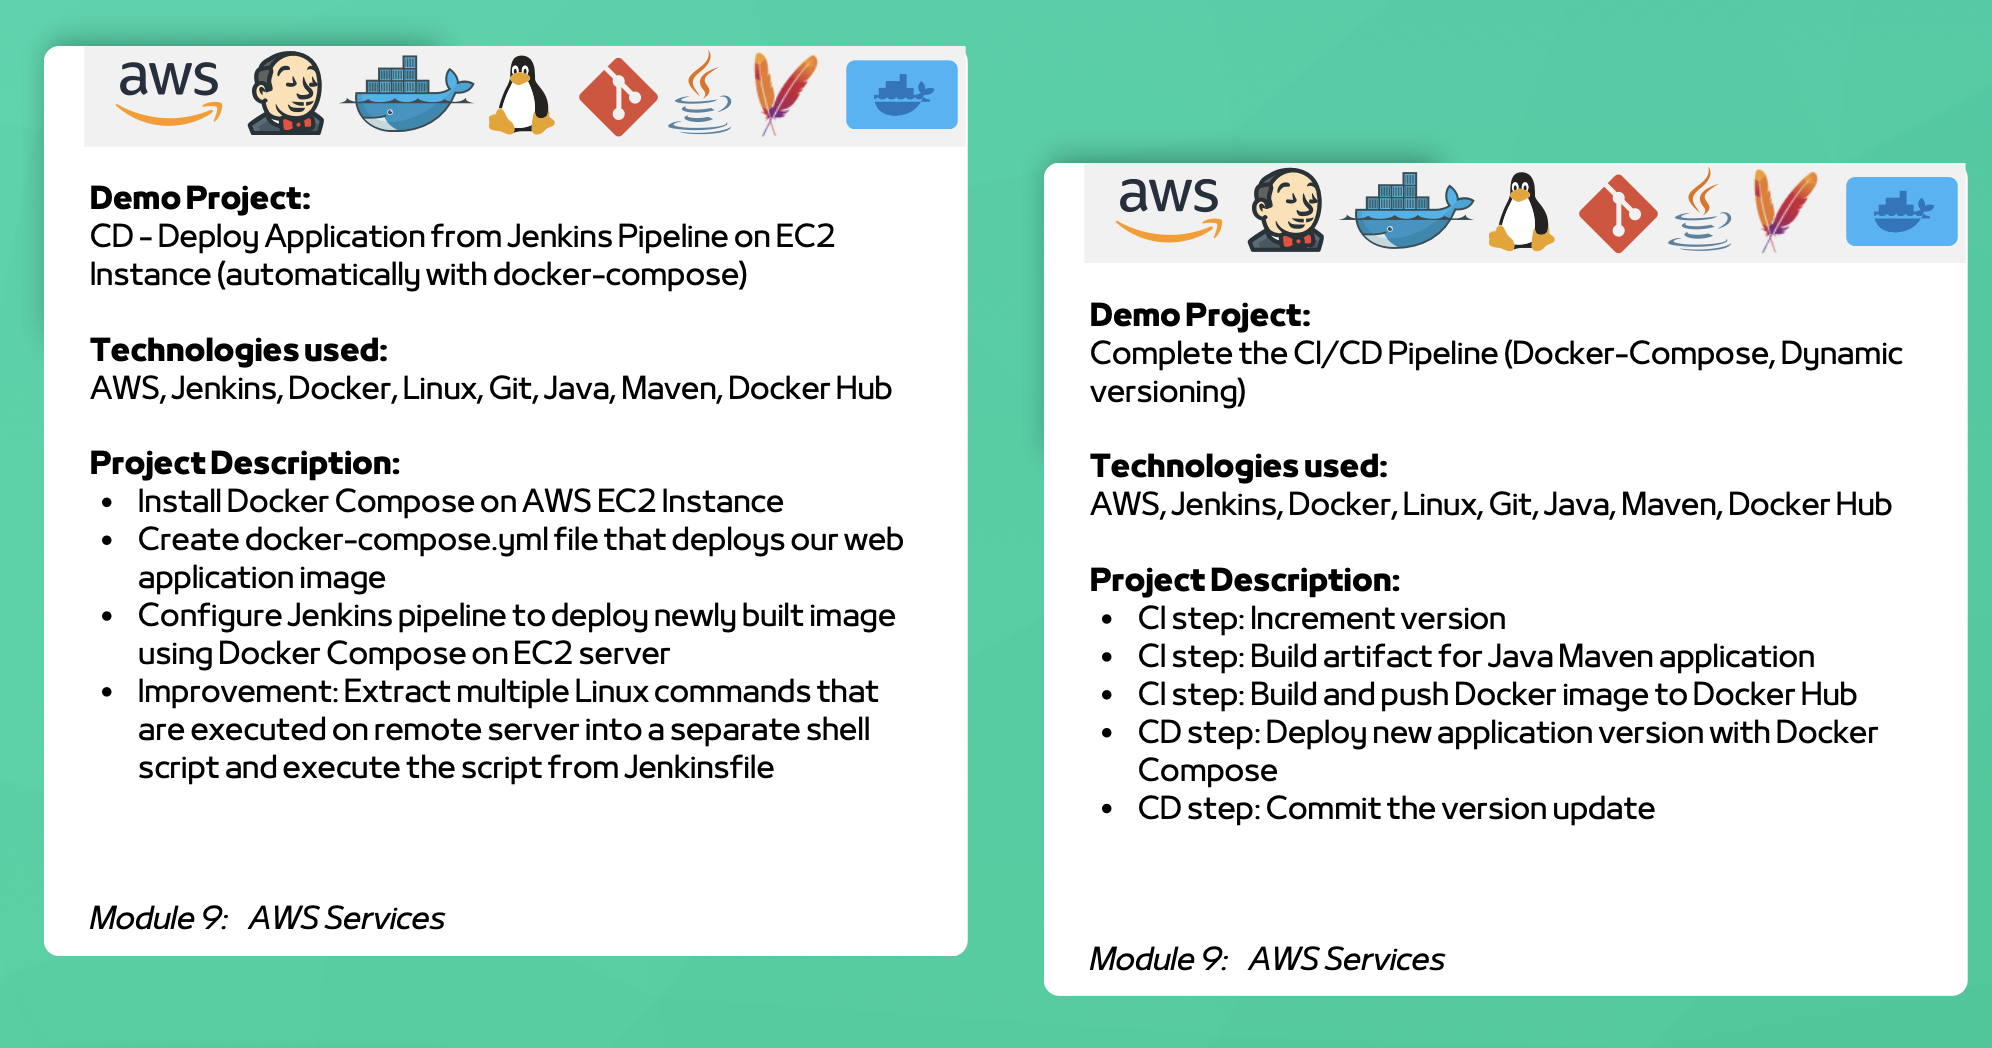 aws
Demo Project:
CD - Deploy Application from Jenkins Pipeline on EC2
Instance (automatically with docker-compose)
Technologies used:
AWS, Jenkins, Docker, Linux, Git, Java, Maven, Docker Hub
Project Description:
• Install Docker Compose on AWS EC2 Instance
• Create docker-compose.yml file that deploys our web
application image
• Configure Jenkins pipeline to deploy newly built image
using Docker Compose on EC2 server
• Improvement: Extract multiple Linux commands that
are executed on remote server into a separate shell
script and execute the script from Jenkinsfile
Module 9: AWS Services
aws
Demo Project:
Complete the CI/CD Pipeline (Docker-Compose, Dynamic
versioning)
Technologies used:
AWS, Jenkins, Docker, Linux, Git, Java, Maven, Docker Hub
Project Description:
• CI step: Increment version
• CI step: Build artifact for Java Maven application
• CI step: Build and push Docker image to Docker Hub
• CD step: Deploy new application version with Docker
Compose
• CD step: Commit the version update
Module 9: AWS Services